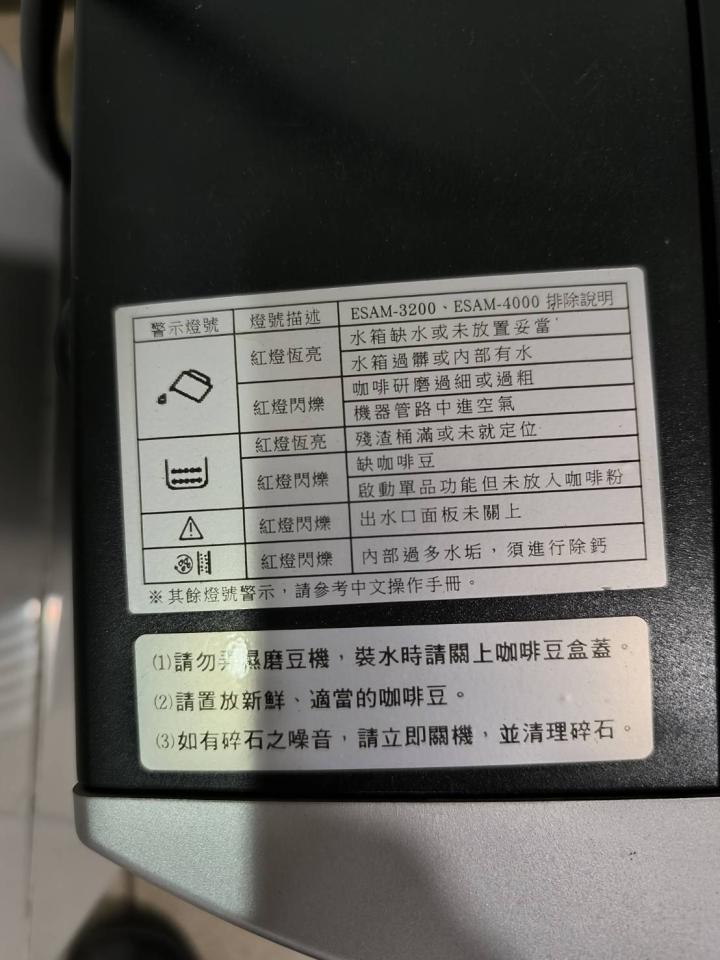 警示燈號 燈號描述 ESAM-3200、ESAM-4000 排除說明
紅燈恆亮 水箱缺水或未放置妥當
水箱過髒或內部有水
紅燈閃爍 咖啡研磨過細或過粗
機器管路中進空氣
紅燈恆亮 殘渣桶滿或未就定位
紅燈閃爍 缺咖啡豆
啟動單品功能但未放入咖啡粉
紅燈閃爍 出水口面板未關上
紅燈閃爍 內部過多水垢，須進行除鈣
※其餘燈號警示，請參考中文操作手冊。
(1)請勿弄濕磨豆機，裝水時請關上咖啡豆盒蓋。
(2)請置放新鮮、適當的咖啡豆。
(3)如有碎石之噪音，請立即關機，並清理碎石。